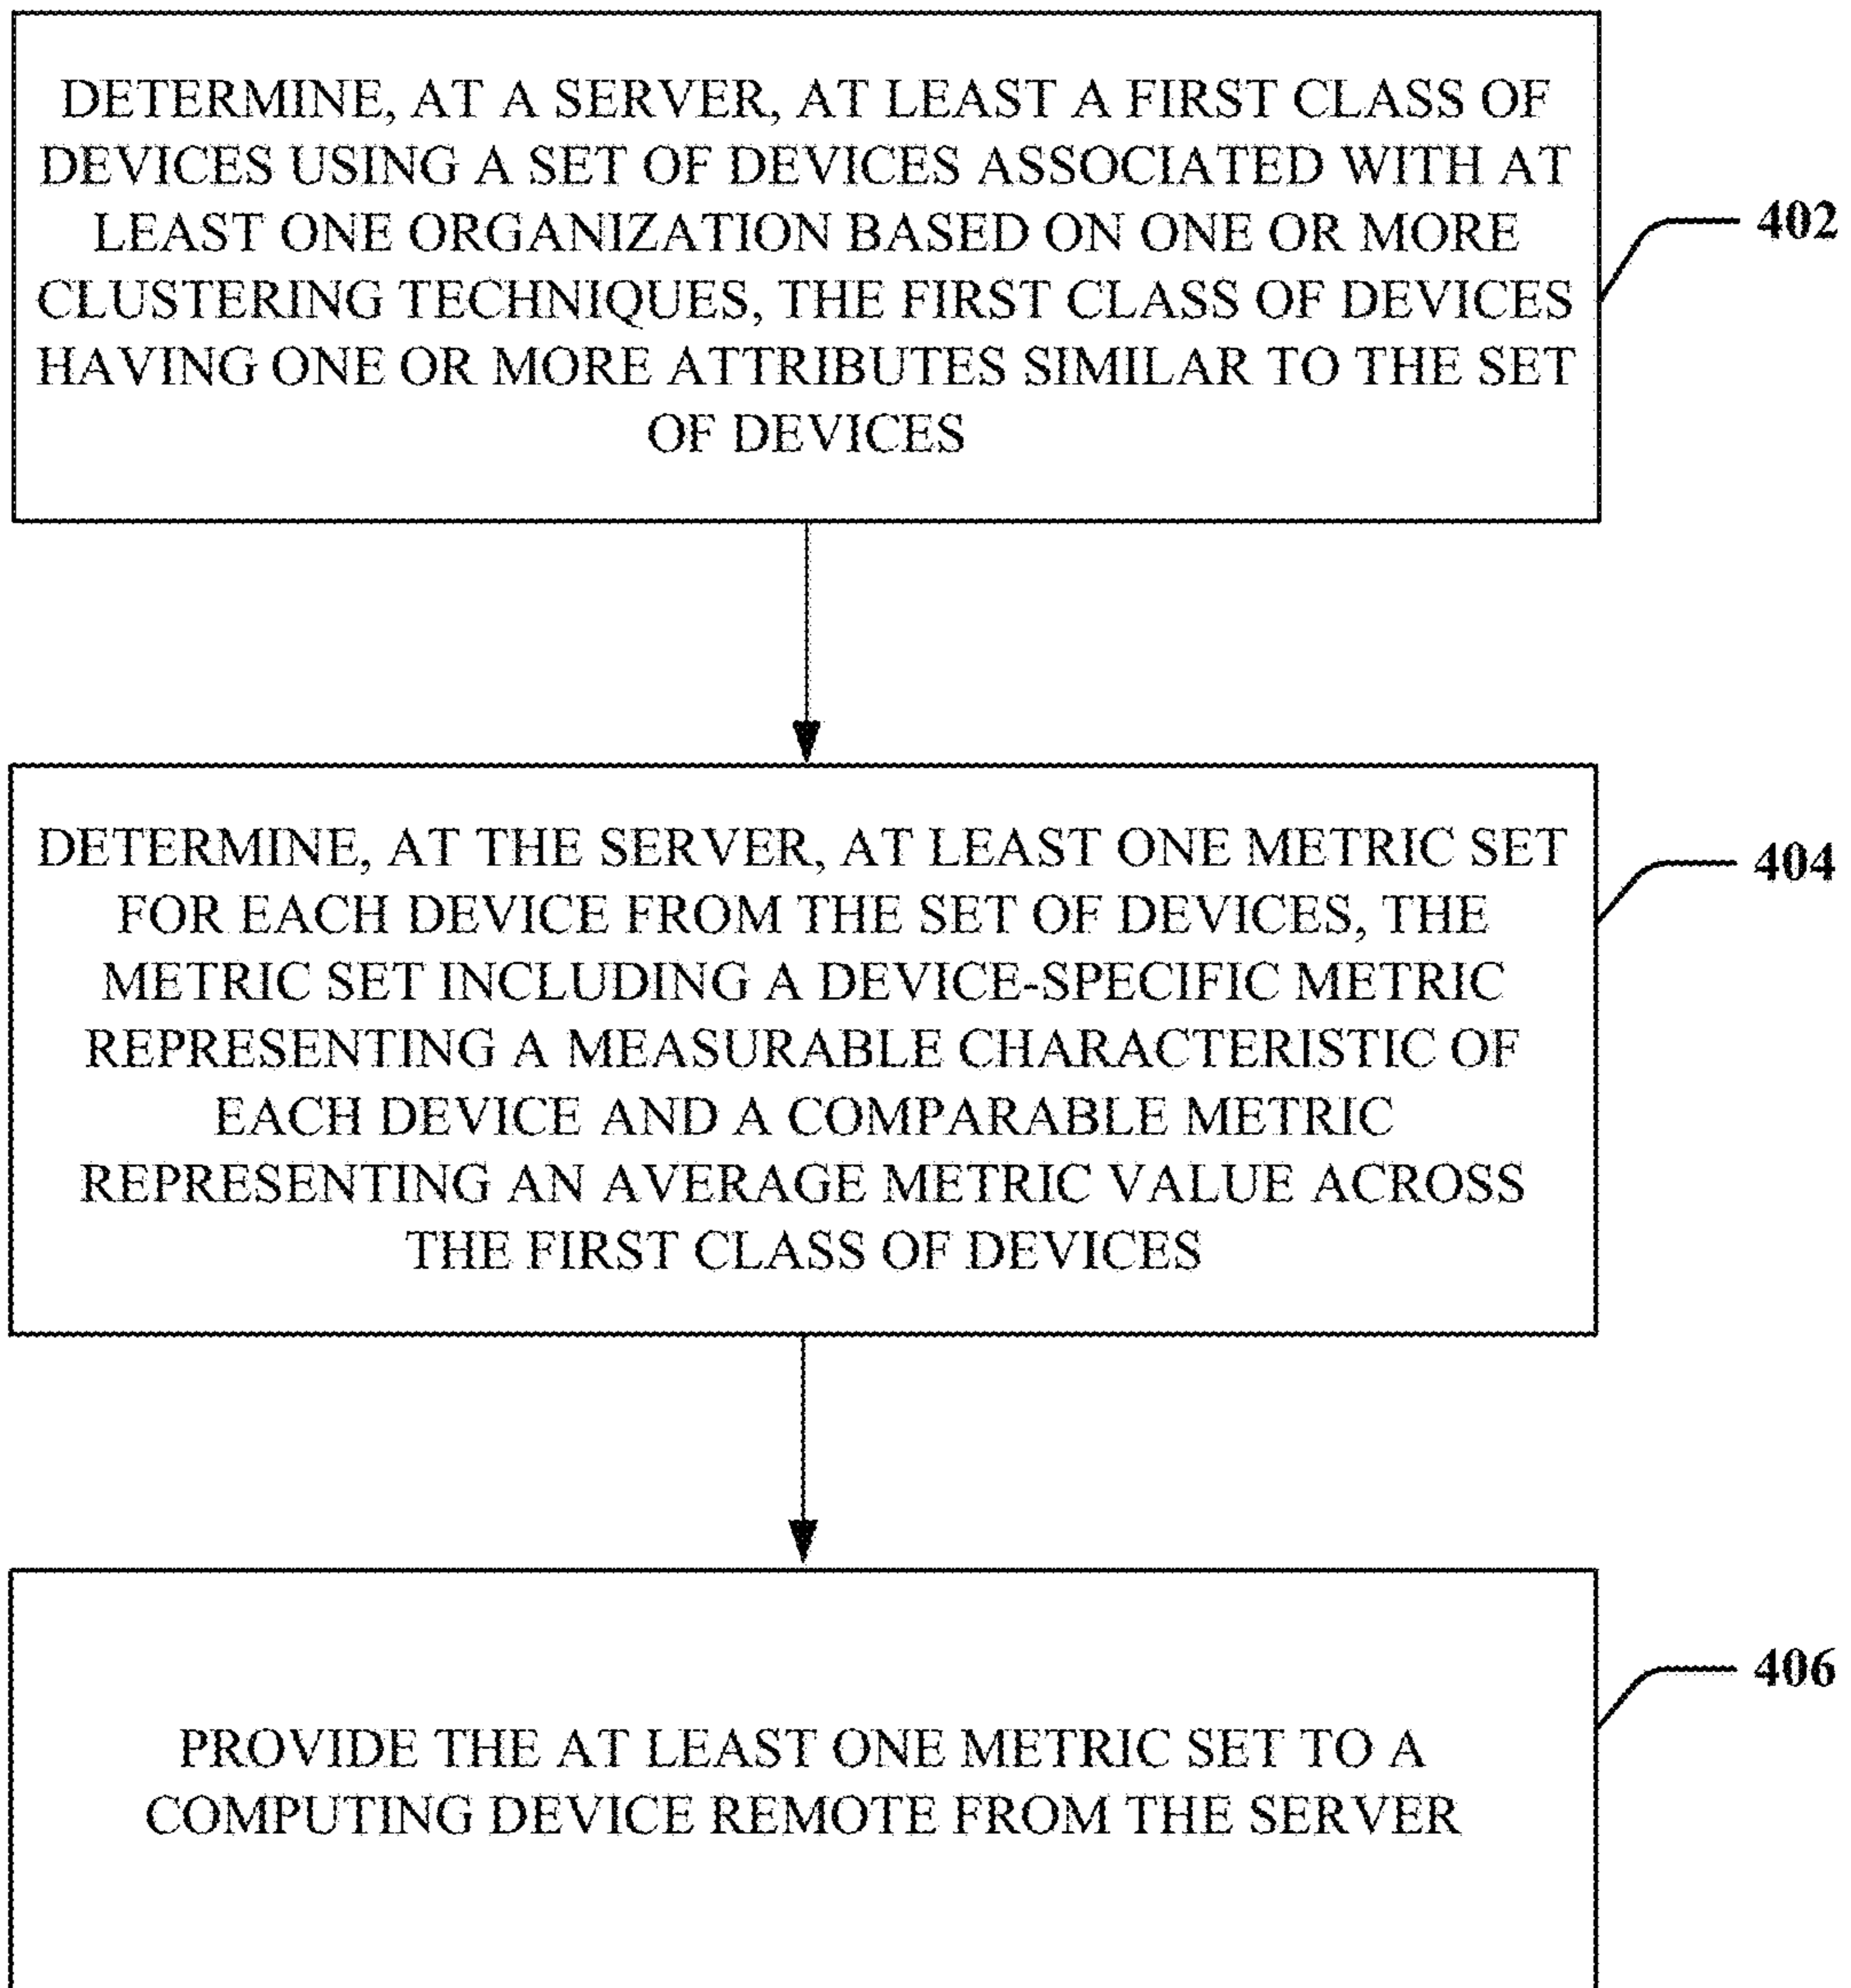 DETERMINE, AT A SERVER, AT LEAST A FIRST CLASS OF
DEVICES USING A SET OF DEVICES ASSOCIATED WITH AT
LEAST ONE ORGANIZATION BASED ON ONE OR MORE
CLUSTERING TECHNIQUES, THE FIRST CLASS OF DEVICES
HAVING ONE OR MORE ATTRIBUTES SIMILAR TO THE SET
OF DEVICES
402
DETERMINE, AT THE SERVER, AT LEAST ONE METRIC SET
FOR EACH DEVICE FROM THE SET OF DEVICES, THE
METRIC SET INCLUDING A DEVICE-SPECIFIC METRIC
REPRESENTING A MEASURABLE CHARACTERISTIC OF
EACH DEVICE AND A COMPARABLE METRIC
REPRESENTING AN AVERAGE METRIC VALUE ACROSS
THE FIRST CLASS OF DEVICES
404
PROVIDE THE AT LEAST ONE METRIC SET TO A
COMPUTING DEVICE REMOTE FROM THE SERVER
406